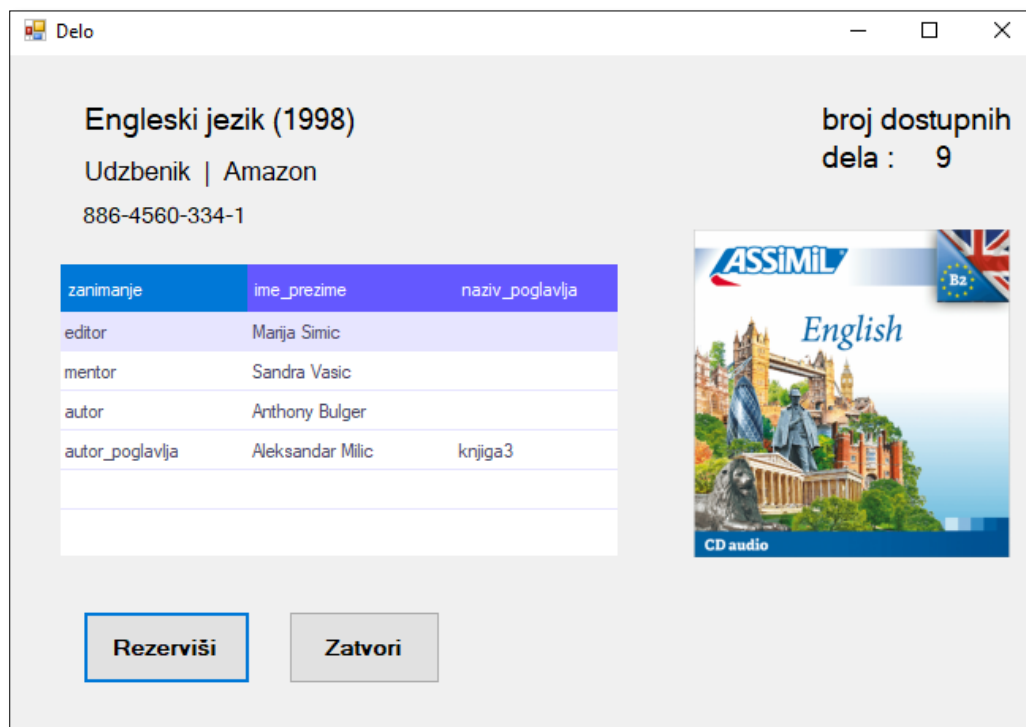 Delo
Engleski jezik (1998)
Udzbenik | Amazon
886-4560-334-1
broj dostupnih
dela : 9
zanimanje ime_prezime naziv_poglavlja
editor Marija Simic
mentor Sandra Vasic
autor Anthony Bulger
autor_poglavlja Aleksandar Milic knjiga3
ASSiMiL
B2
English
CD audio
Rezerviši Zatvori